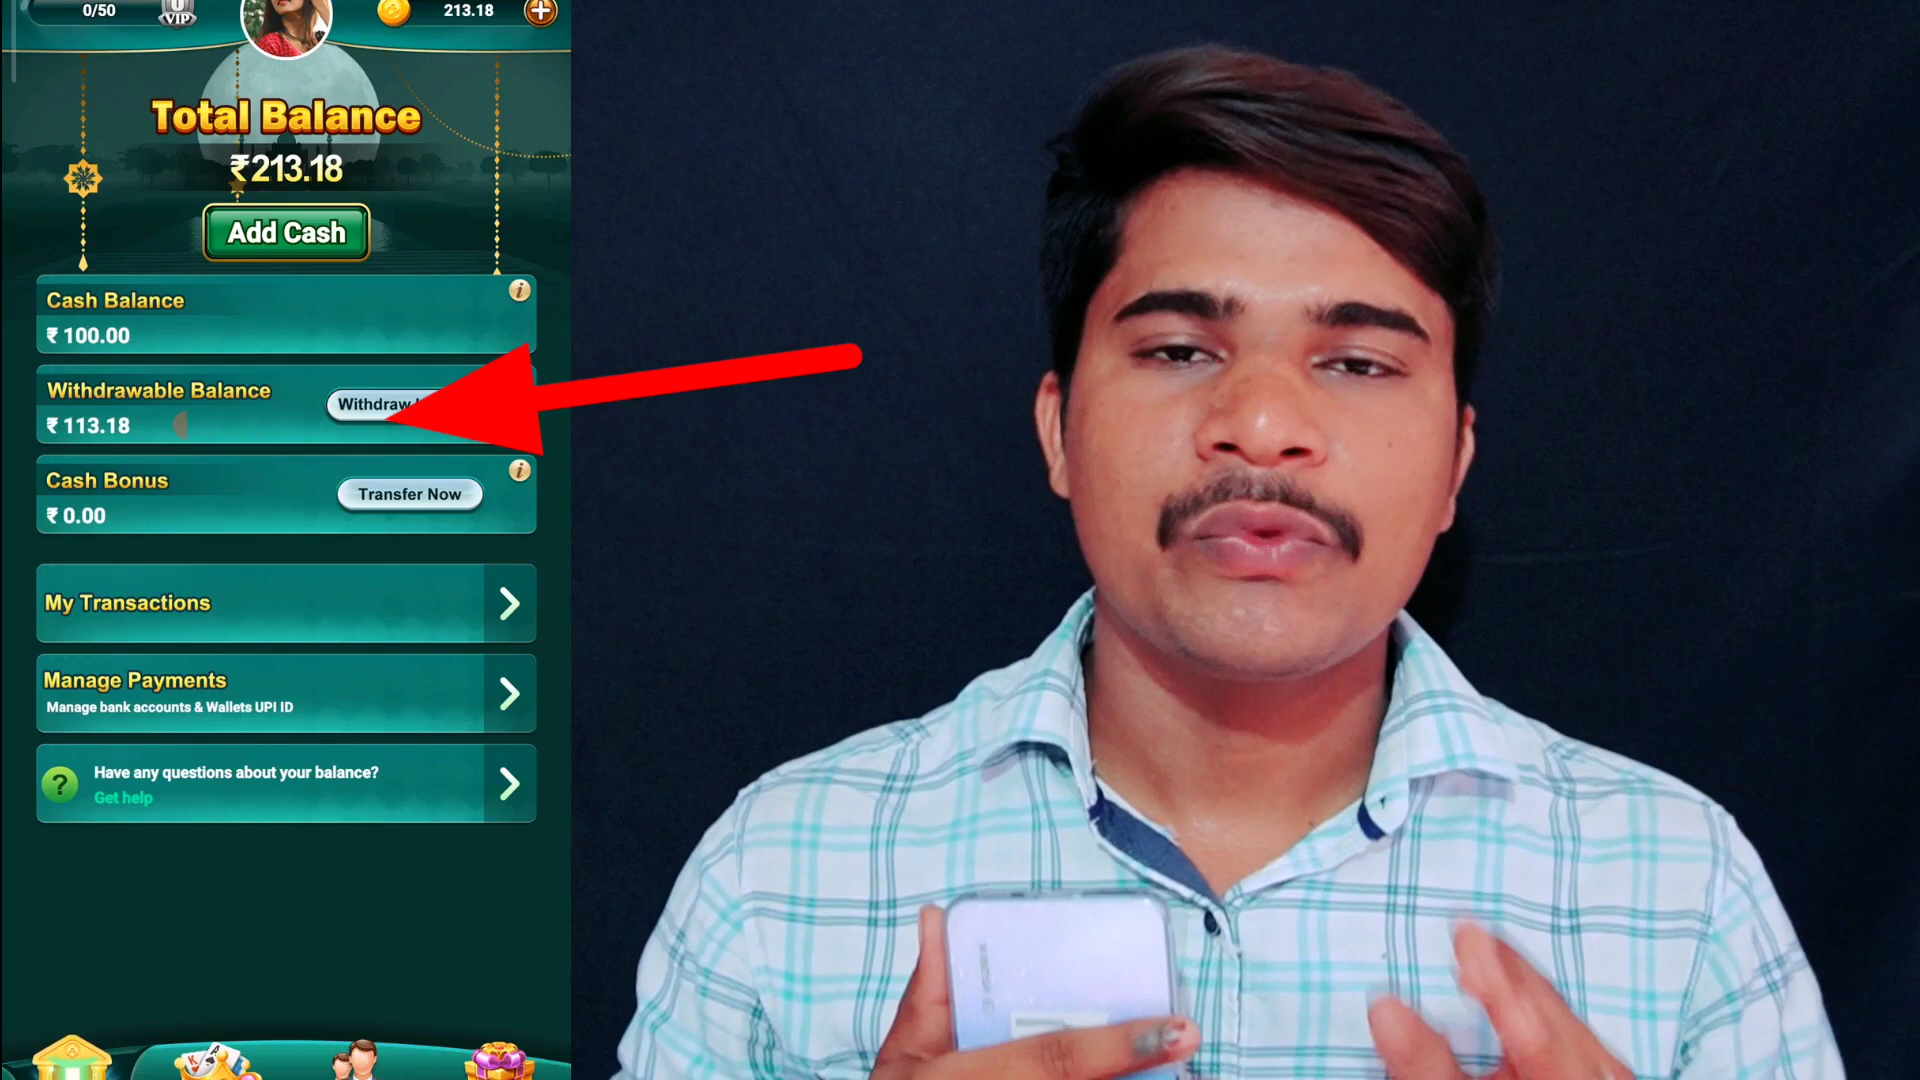 0/50
VIP
213.18
Total Balance
₹213.18
Add Cash
Cash Balance
₹ 100.00
Withdrawable Balance
Withdraw
₹ 113.18
Cash Bonus
Transfer Now
₹ 0.00
My Transactions
Manage Payments
Manage bank accounts & Wallets UPI ID
Have any questions about your balance?
Get help